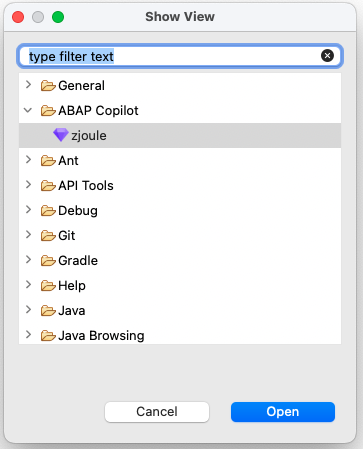 Show View
type filter text
General
ABAP Copilot
zjoule
Ant
API Tools
Debug
Git
Gradle
Help
Java
Java Browsing
Cancel
Open